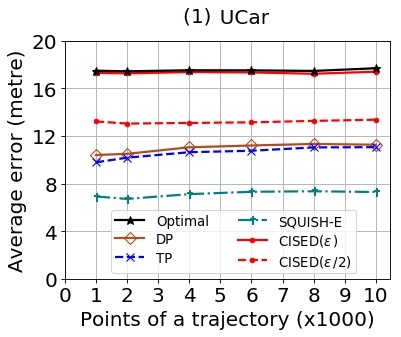 (1) UCar
Average error (metre)
20
16
12
8
4
0
Optimal
DP
TP
SQUISH-E
CISED(ε)
CISED(ε/2)
0 1 2 3 4 5 6 7 8 9 10
Points of a trajectory (x1000)